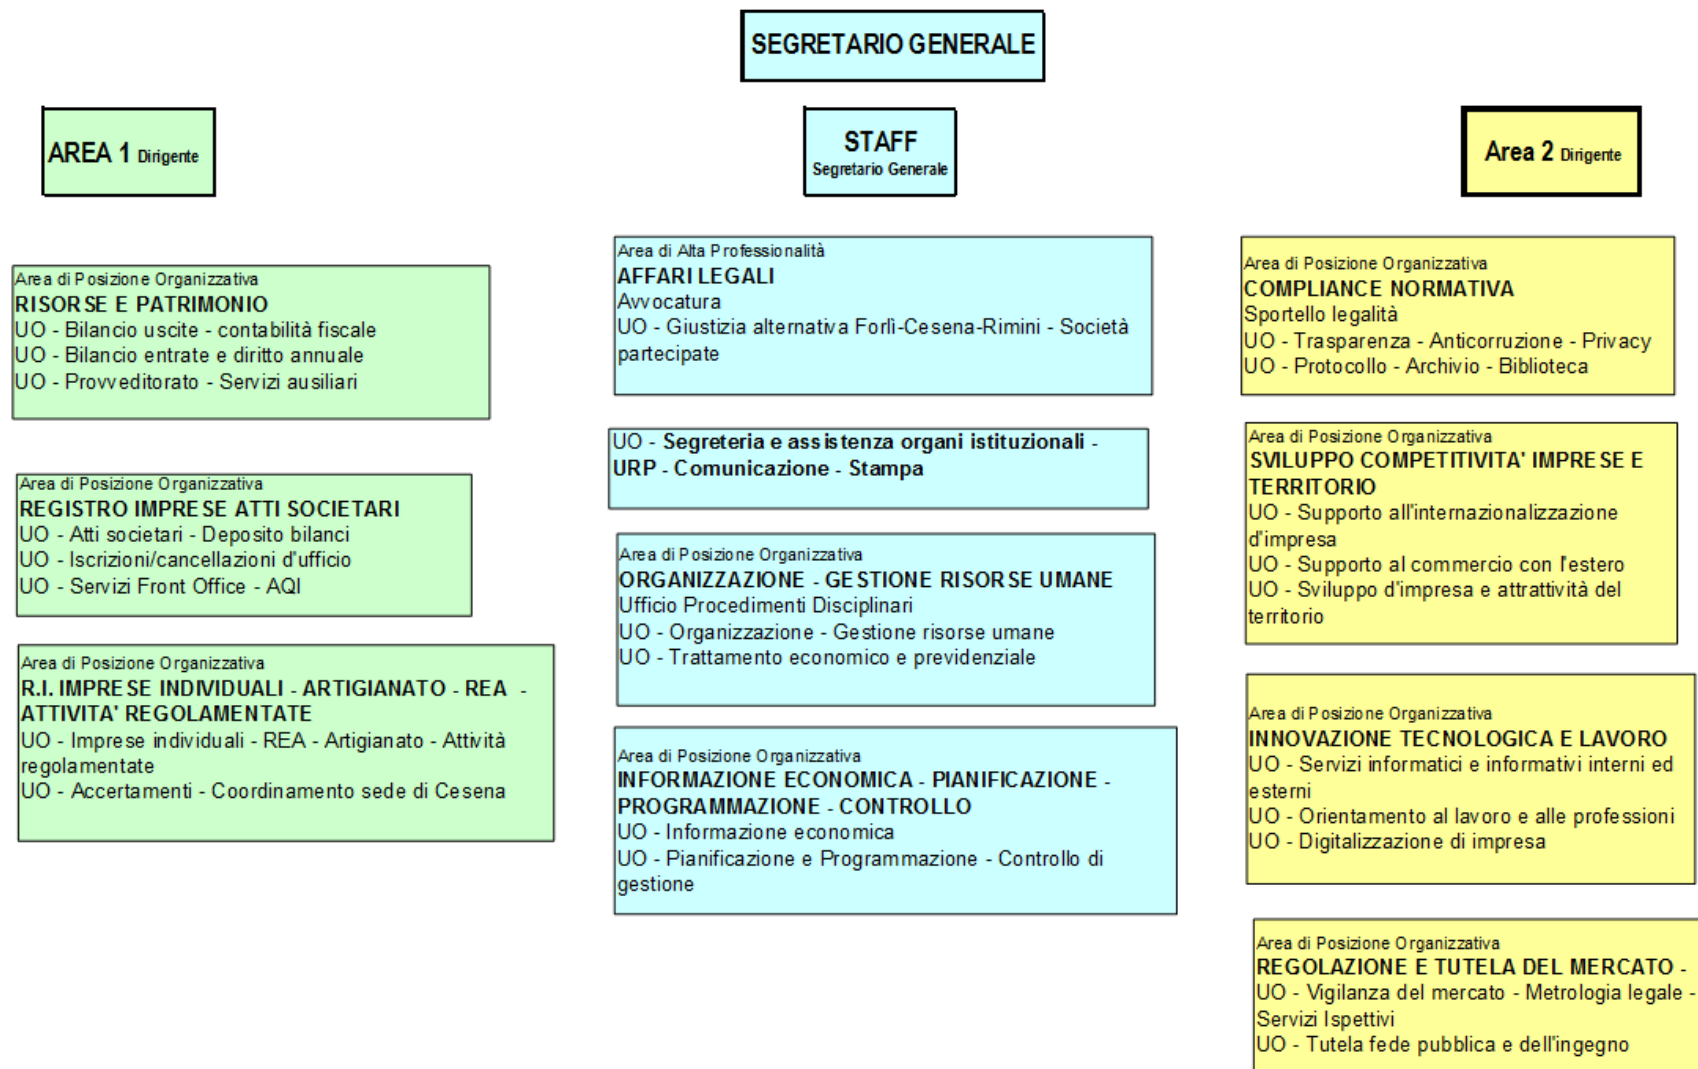 SEGRETARIO GENERALE
AREA 1 Dirigente
STAFF
Segretario Generale
Area 2 Dirigente
Area di Posizione Organizzativa
RISORSE E PATRIMONIO
UO - Bilancio uscite - contabilità fiscale
UO - Bilancio entrate e diritto annuale
UO - Provveditorato - Servizi ausiliari
Area di Posizione Organizzativa
REGISTRO IMPRESE ATTI SOCIETARI
UO - Atti societari - Deposito bilanci
UO - Iscrizioni/cancellazioni d'ufficio
UO - Servizi Front Office - AQI
Area di Posizione Organizzativa
R.I. IMPRESE INDIVIDUALI - ARTIGIANATO - REA -
ATTIVITA' REGOLAMENTATE
UO - Imprese individuali - REA - Artigianato - Attività
regolamentate
UO - Accertamenti - Coordinamento sede di Cesena
Area di Alta Professionalità
AFFARI LEGALI
Avvocatura
UO - Giustizia alternativa Forlì-Cesena-Rimini - Società
partecipate
UO - Segreteria e assistenza organi istituzionali -
URP - Comunicazione - Stampa
Area di Posizione Organizzativa
ORGANIZZAZIONE - GESTIONE RISORSE UMANE
Ufficio Procedimenti Disciplinari
UO - Organizzazione - Gestione risorse umane
UO - Trattamento economico e previdenziale
Area di Posizione Organizzativa
INFORMAZIONE ECONOMICA - PIANIFICAZIONE -
PROGRAMMAZIONE - CONTROLLO
UO - Informazione economica
UO - Pianificazione e Programmazione - Controllo di
gestione
Area di Posizione Organizzativa
COMPLIANCE NORMATIVA
Sportello legalità
UO - Trasparenza - Anticorruzione - Privacy
UO - Protocollo - Archivio - Biblioteca
Area di Posizione Organizzativa
SVILUPPO COMPETITIVITA' IMPRESE E
TERRITORIO
UO - Supporto all'internazionalizzazione
d'impresa
UO - Supporto al commercio con l'estero
UO - Sviluppo d'impresa e attrattività del
territorio
Area di Posizione Organizzativa
INNOVAZIONE TECNOLOGICA E LAVORO
UO - Servizi informatici e informativi interni ed
esterni
UO - Orientamento al lavoro e alle professioni
UO - Digitalizzazione di impresa
Area di Posizione Organizzativa
REGOLAZIONE E TUTELA DEL MERCATO -
UO - Vigilanza del mercato - Metrologia legale -
Servizi Ispettivi
UO - Tutela fede pubblica e dell'ingegno